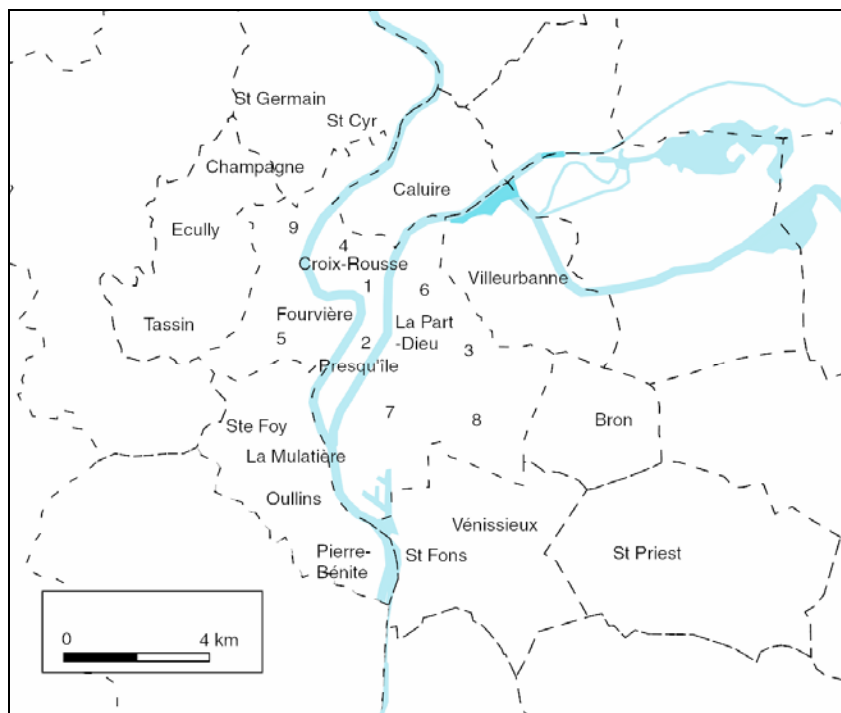 St Germain
St Cyr
Champagne
Caluire
Ecully
9
4
Croix-Rousse
Villeurbanne
1
6
Fourvière
La Part
-Dieu
Tassin
5
2
3
Presqu'île
7
8
Bron
Ste Foy
La Mulatière
Oullins
Vénissieux
Pierre-
Bénite
St Fons
St Priest
0
4 km